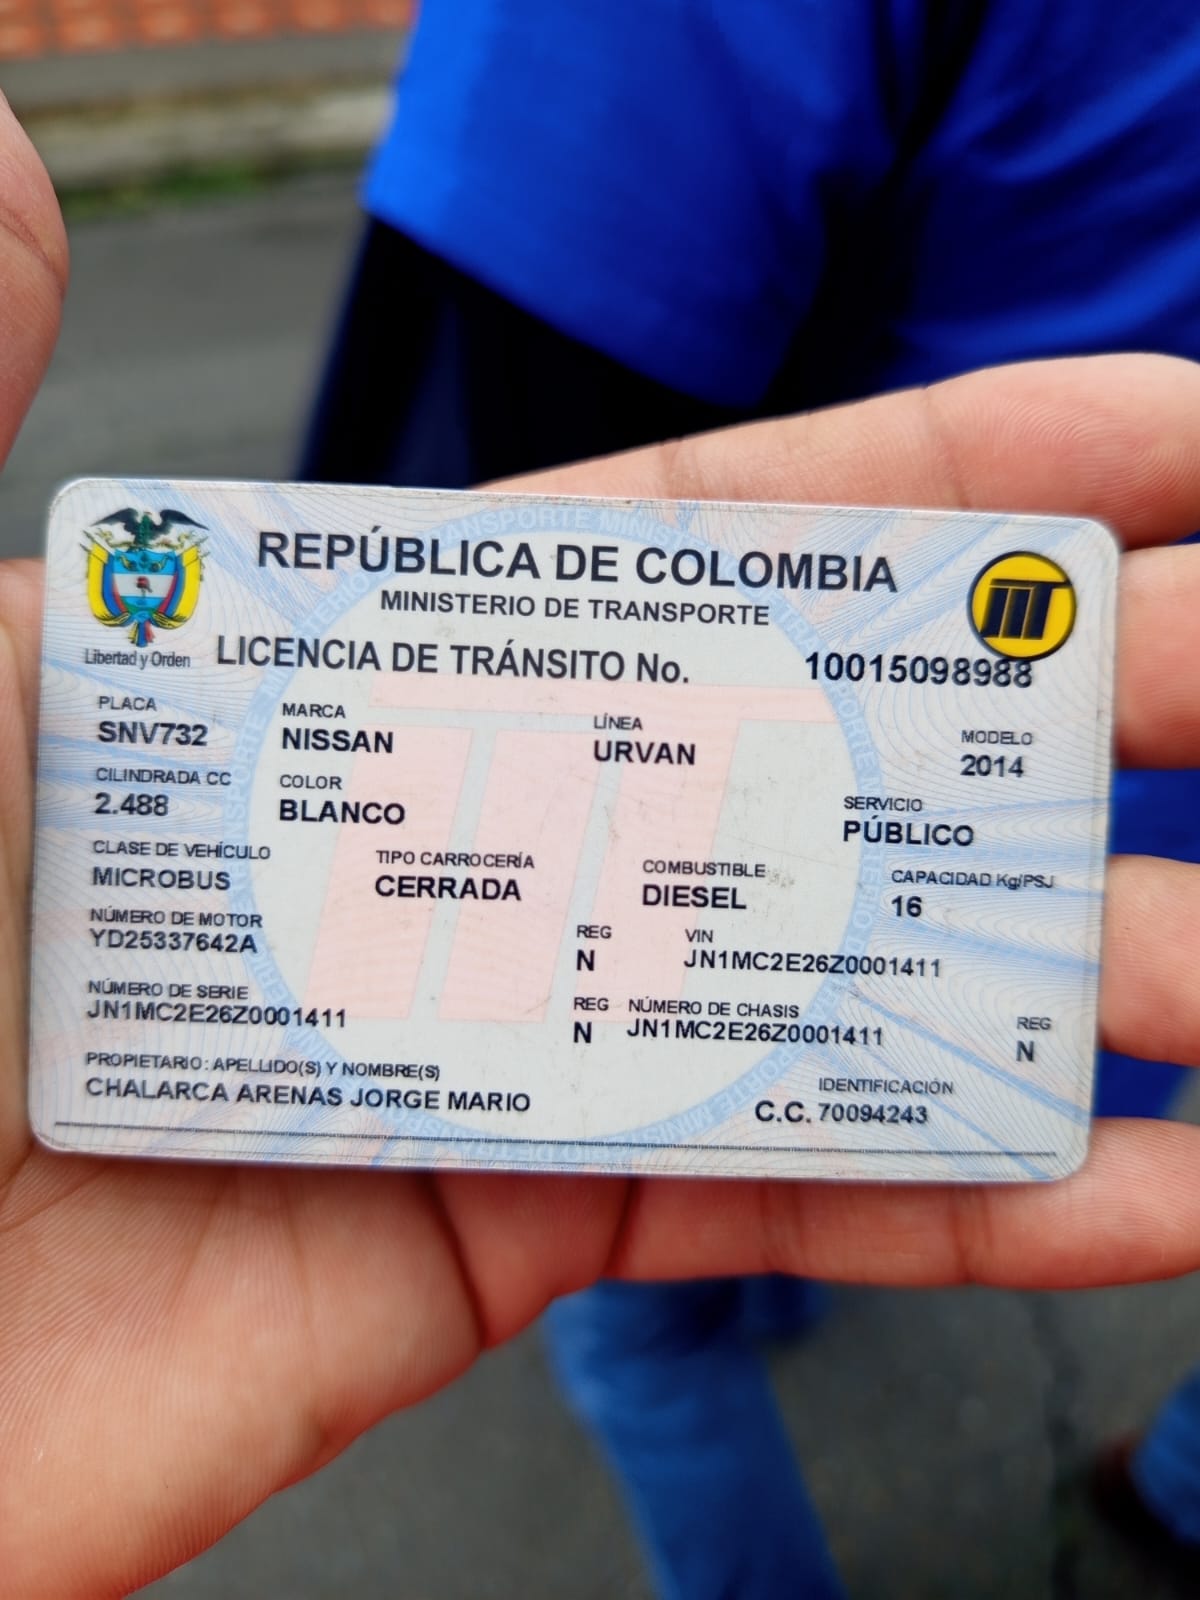 REPÚBLICA DE COLOMBIA
MINISTERIO DE TRANSPORTE
Libertad y Orden
LICENCIA DE TRÁNSITO No. 10015098988
PLACA MARCA LÍNEA MODELO
SNV732 NISSAN URVAN 2014
CILINDRADA CC COLOR SERVICIO
2.488 BLANCO PÚBLICO
CLASE DE VEHÍCULO TIPO CARROCERÍA COMBUSTIBLE CAPACIDAD Kg/PSJ
MICROBUS CERRADA DIESEL 16
NÚMERO DE MOTOR REG VIN
YD25337642A N JN1MC2E26Z0001411
NÚMERO DE SERIE REG NÚMERO DE CHASIS REG
JN1MC2E26Z0001411 N JN1MC2E26Z0001411 N
PROPIETARIO: APELLIDO(S) Y NOMBRE(S) IDENTIFICACIÓN
CHALARCA ARENAS JORGE MARIO C.C. 70094243